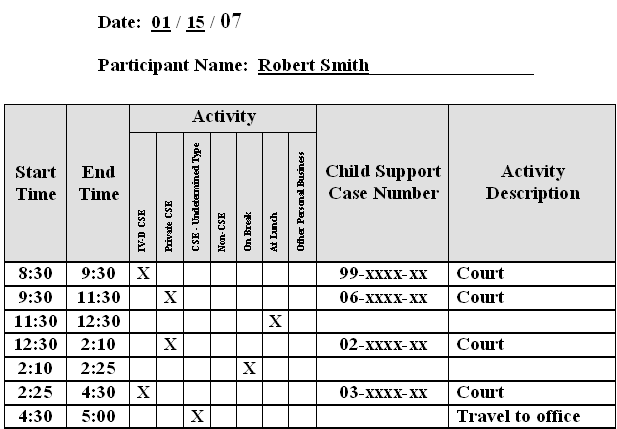 Date: 01 / 15 / 07
Participant Name: Robert Smith
Activity
Start Time End Time IV-D CSE Private CSE CSE - Undetermined Type Non-CSE On Break At Lunch Other Personal Business Child Support Case Number Activity Description
8:30 9:30 X 99-xxxx-xx Court
9:30 11:30 X 06-xxxx-xx Court
11:30 12:30 X
12:30 2:10 X 02-xxxx-xx Court
2:10 2:25 X
2:25 4:30 X 03-xxxx-xx Court
4:30 5:00 X Travel to office